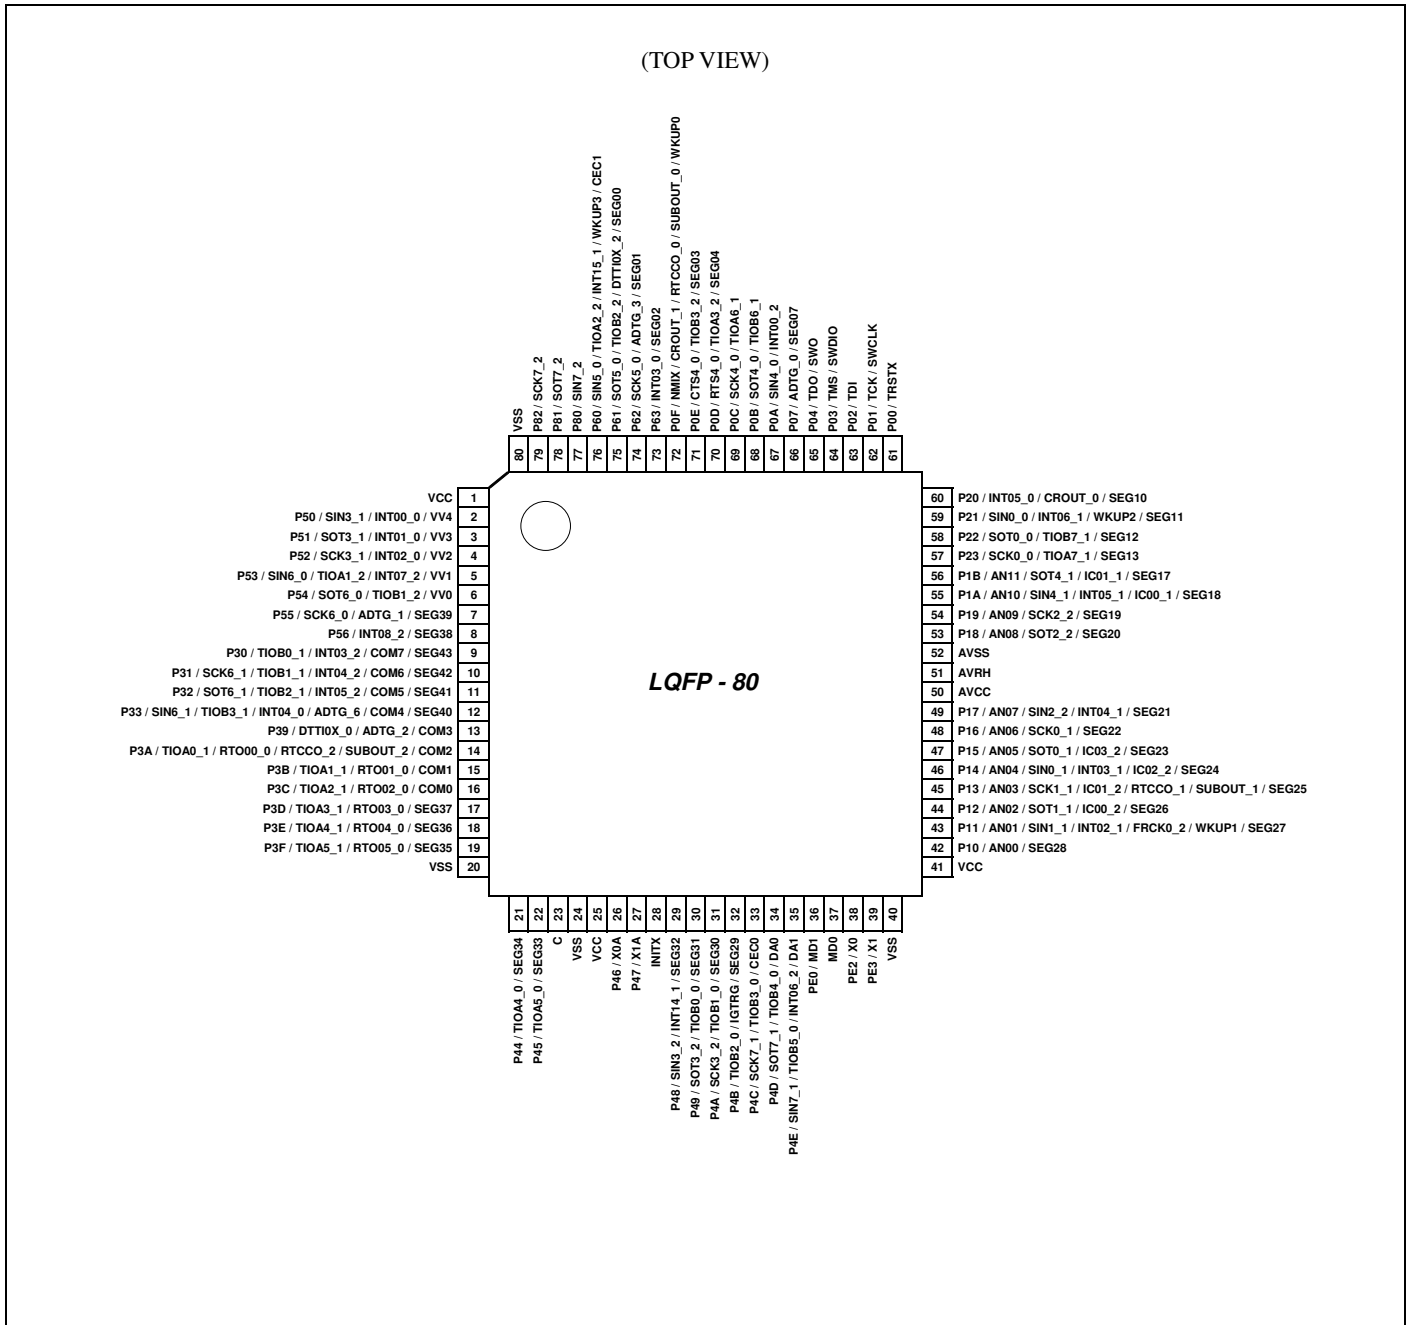 (TOP VIEW)
VSS
P82 / SCK7_2
P81 / SOT7_2
P80 / SIN7_2
P60 / SIN5_0 / TIOA2_2 / INT15_1 / WKUP3 / CEC1
P61 / SOT5_0 / TIOB2_2 / DTTI0X_2 / SEG00
P62 / SCK5_0 / ADTG_3 / SEG01
P63 / INT03_0 / SEG02
P0F / NMIX / CROUT_1 / RTCCO_0 / SUBOUT_0 / WKUP0
P0E / CTS4_0 / TIOB3_2 / SEG03
P0D / RTS4_0 / TIOA3_2 / SEG04
P0C / SCK4_0 / TIOA6_1
P0B / SOT4_0 / TIOB6_1
P0A / SIN4_0 / INT00_2
P07 / ADTG_0 / SEG07
P04 / TDO / SWO
P03 / TMS / SWDIO
P02 / TDI
P01 / TCK / SWCLK
P00 / TRSTX
80 79 78 77 76 75 74 73 72 71 70 69 68 67 66 65 64 63 62 61
VCC 1
P50 / SIN3_1 / INT00_0 / VV4 2
P51 / SOT3_1 / INT01_0 / VV3 3
P52 / SCK3_1 / INT02_0 / VV2 4
P53 / SIN6_0 / TIOA1_2 / INT07_2 / VV1 5
P54 / SOT6_0 / TIOB1_2 / VV0 6
P55 / SCK6_0 / ADTG_1 / SEG39 7
P56 / INT08_2 / SEG38 8
P30 / TIOB0_1 / INT03_2 / COM7 / SEG43 9
P31 / SCK6_1 / TIOB1_1 / INT04_2 / COM6 / SEG42 10
P32 / SOT6_1 / TIOB2_1 / INT05_2 / COM5 / SEG41 11
P33 / SIN6_1 / TIOB3_1 / INT04_0 / ADTG_6 / COM4 / SEG40 12
P39 / DTTI0X_0 / ADTG_2 / COM3 13
P3A / TIOA0_1 / RTO00_0 / RTCCO_2 / SUBOUT_2 / COM2 14
P3B / TIOA1_1 / RTO01_0 / COM1 15
P3C / TIOA2_1 / RTO02_0 / COM0 16
P3D / TIOA3_1 / RTO03_0 / SEG37 17
P3E / TIOA4_1 / RTO04_0 / SEG36 18
P3F / TIOA5_1 / RTO05_0 / SEG35 19
VSS 20
LQFP - 80
60 P20 / INT05_0 / CROUT_0 / SEG10
59 P21 / SIN0_0 / INT06_1 / WKUP2 / SEG11
58 P22 / SOT0_0 / TIOB7_1 / SEG12
57 P23 / SCK0_0 / TIOA7_1 / SEG13
56 P1B / AN11 / SOT4_1 / IC01_1 / SEG17
55 P1A / AN10 / SIN4_1 / INT05_1 / IC00_1 / SEG18
54 P19 / AN09 / SCK2_2 / SEG19
53 P18 / AN08 / SOT2_2 / SEG20
52 AVSS
51 AVRH
50 AVCC
49 P17 / AN07 / SIN2_2 / INT04_1 / SEG21
48 P16 / AN06 / SCK0_1 / SEG22
47 P15 / AN05 / SOT0_1 / IC03_2 / SEG23
46 P14 / AN04 / SIN0_1 / INT03_1 / IC02_2 / SEG24
45 P13 / AN03 / SCK1_1 / IC01_2 / RTCCO_1 / SUBOUT_1 / SEG25
44 P12 / AN02 / SOT1_1 / IC00_2 / SEG26
43 P11 / AN01 / SIN1_1 / INT02_1 / FRCK0_2 / WKUP1 / SEG27
42 P10 / AN00 / SEG28
41 VCC
21 22 23 24 25 26 27 28 29 30 31 32 33 34 35 36 37 38 39 40
P44 / TIOA4_0 / SEG34
P45 / TIOA5_0 / SEG33
C
VSS
VCC
P46 / X0A
P47 / X1A
INITX
P48 / SIN3_2 / INT14_1 / SEG32
P49 / SOT3_2 / TIOB0_0 / SEG31
P4A / SCK3_2 / TIOB1_0 / SEG30
P4B / TIOB2_0 / IGTRG / SEG29
P4C / SCK7_1 / TIOB3_0 / CEC0
P4D / SOT7_1 / TIOB4_0 / DA0
P4E / SIN7_1 / TIOB5_0 / INT06_2 / DA1
PE0 / MD1
MD0
PE2 / X0
PE3 / X1
VSS